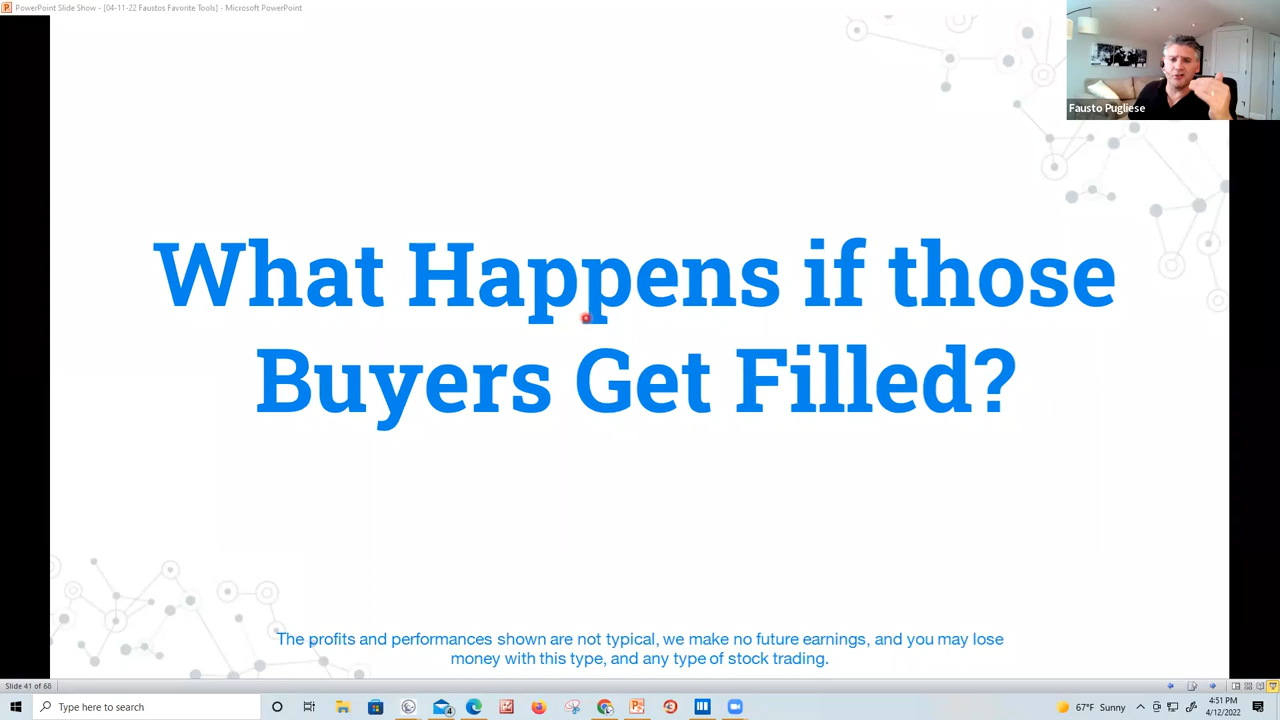 PowerPoint Slide Show - [04-11-22 Faustos Favorite Tools] - Microsoft PowerPoint
Fausto Pugliese
What Happens if those
Buyers Get Filled?
The profits and performances shown are not typical, we make no future earnings, and you may lose
money with this type, and any type of stock trading.
Slide 41 of 68
Type here to search
4
67°F Sunny
4:51 PM
4/12/2022